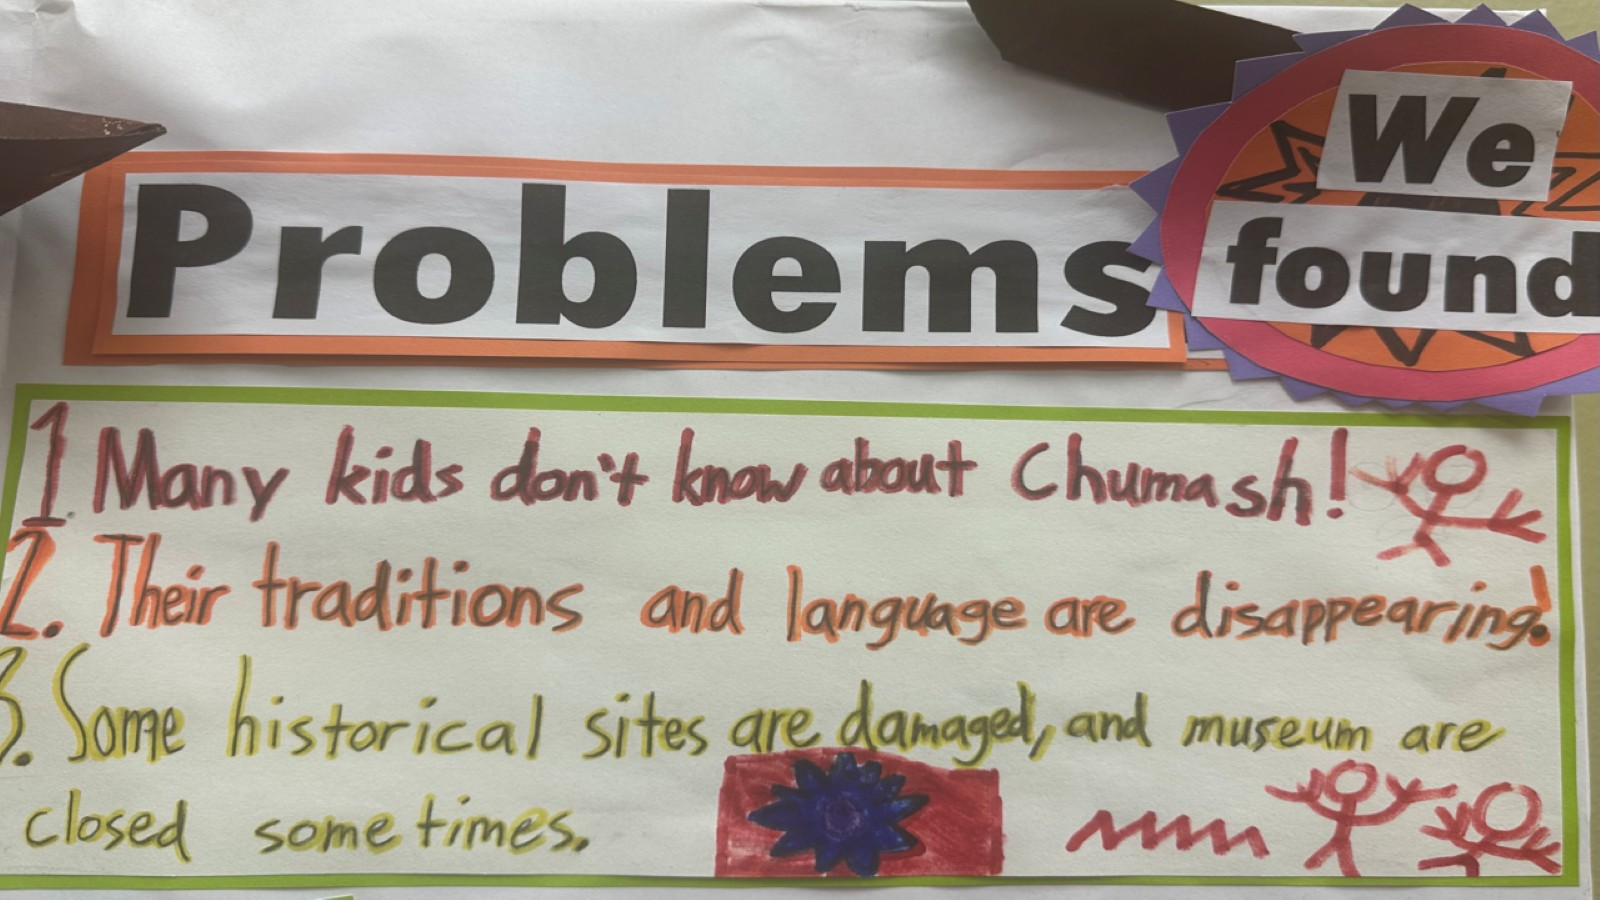 We
Problems found
1. Many kids don't know about Chumash!
2. Their traditions and language are disappearing!
3. Some historical sites are damaged, and museum are
closed sometimes.